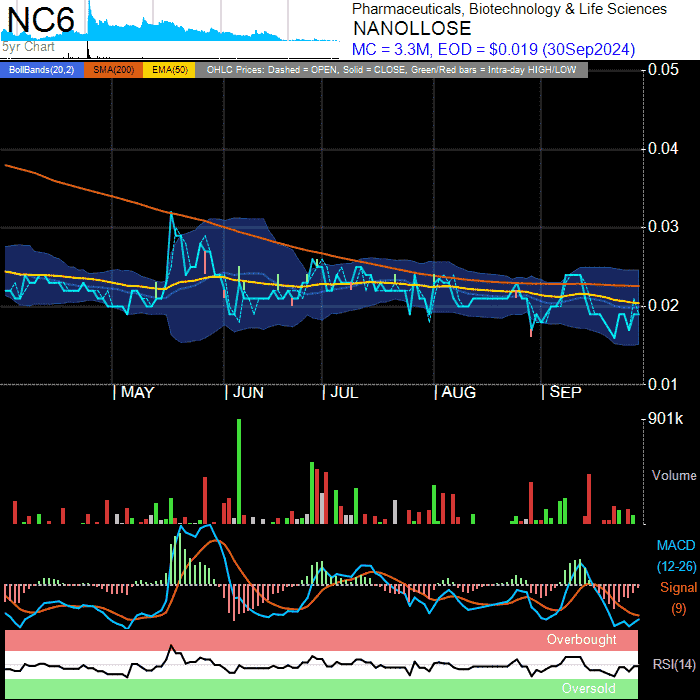 NC6
5yr Chart
Pharmaceuticals, Biotechnology & Life Sciences
NANOLLOSE
MC = 3.3M, EOD = $0.019 (30Sep2024)
BollBands(20,2) SMA(200) EMA(50) OHLC Prices: Dashed = OPEN, Solid = CLOSE, Green/Red bars = Intra-day HIGH/LOW
0.05
0.04
0.03
0.02
0.01
MAY JUN JUL AUG SEP
901k
Volume
MACD
(12-26)
Signal
(9)
Overbought
RSI(14)
Oversold